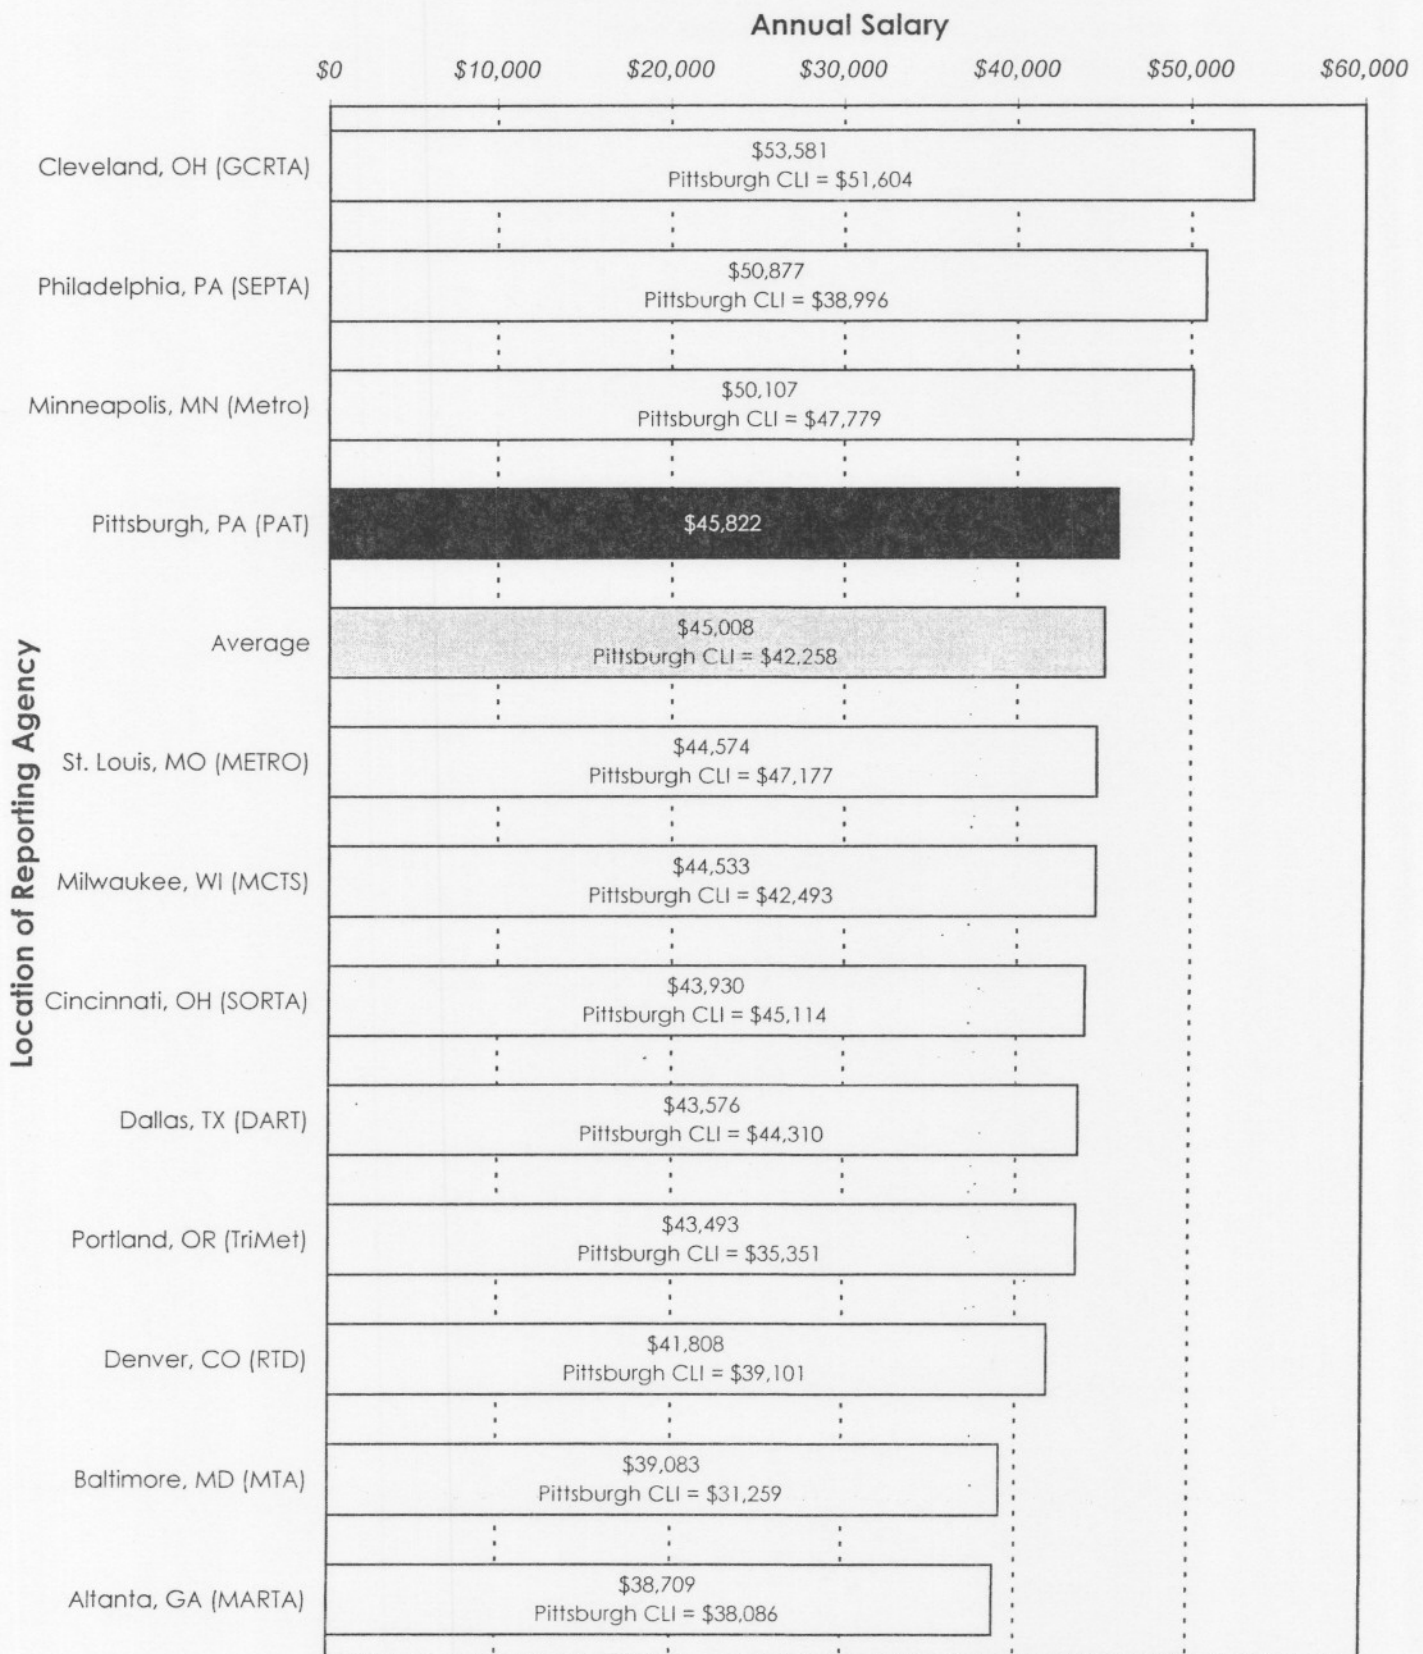 Annual Salary
$0 $10,000 $20,000 $30,000 $40,000 $50,000 $60,000
Location of Reporting Agency
Cleveland, OH (GCRTA)
$53,581
Pittsburgh CLI = $51,604
Philadelphia, PA (SEPTA)
$50,877
Pittsburgh CLI = $38,996
Minneapolis, MN (Metro)
$50,107
Pittsburgh CLI = $47,779
Pittsburgh, PA (PAT)
$45,822
Average
$45,008
Pittsburgh CLI = $42,258
St. Louis, MO (METRO)
$44,574
Pittsburgh CLI = $47,177
Milwaukee, WI (MCTS)
$44,533
Pittsburgh CLI = $42,493
Cincinnati, OH (SORTA)
$43,930
Pittsburgh CLI = $45,114
Dallas, TX (DART)
$43,576
Pittsburgh CLI = $44,310
Portland, OR (TriMet)
$43,493
Pittsburgh CLI = $35,351
Denver, CO (RTD)
$41,808
Pittsburgh CLI = $39,101
Baltimore, MD (MTA)
$39,083
Pittsburgh CLI = $31,259
Altanta, GA (MARTA)
$38,709
Pittsburgh CLI = $38,086